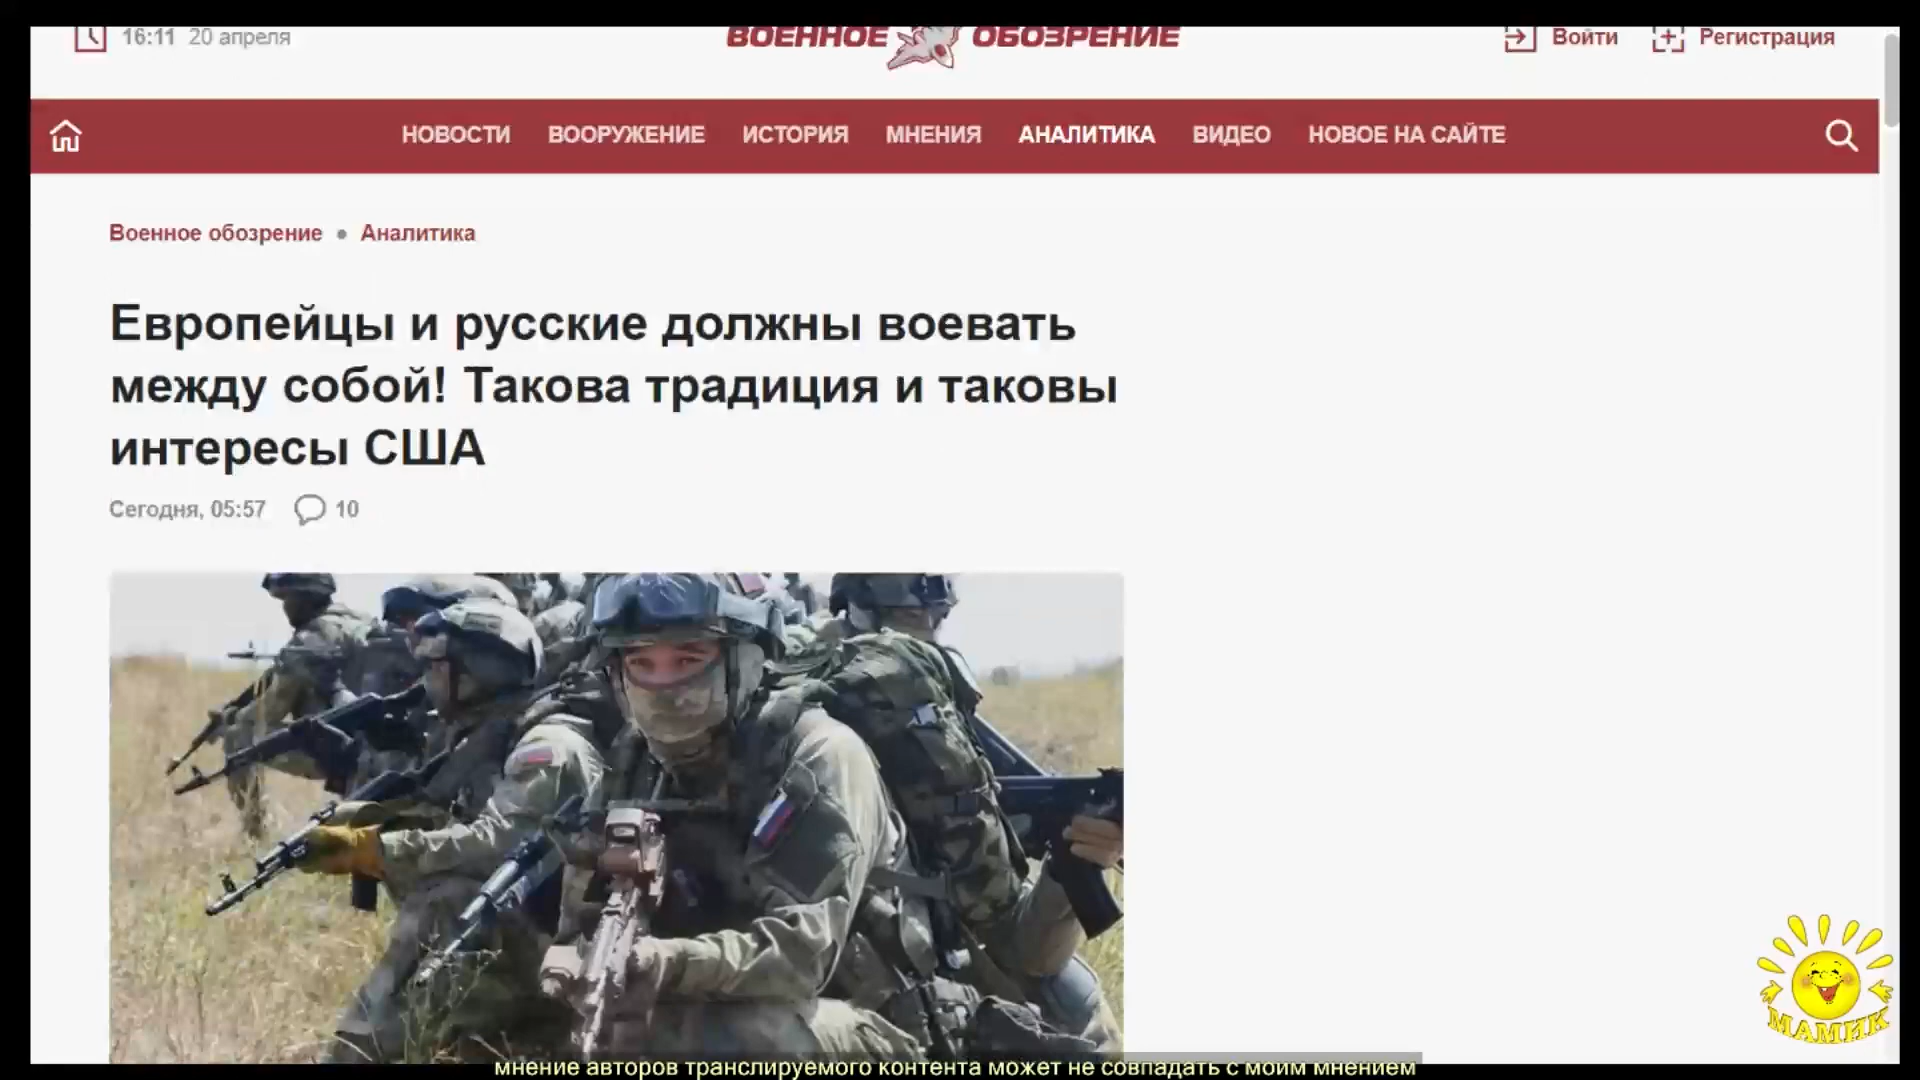 16:11 20 апреля
ВОЕННОЕ ОБОЗРЕНИЕ
Войти Регистрация
НОВОСТИ ВООРУЖЕНИЕ ИСТОРИЯ МНЕНИЯ АНАЛИТИКА ВИДЕО НОВОЕ НА САЙТЕ
Военное обозрение • Аналитика
Европейцы и русские должны воевать
между собой! Такова традиция и таковы
интересы США
Сегодня, 05:57 10
МАМИК
мнение авторов транслируемого контента может не совпадать с моим мнением